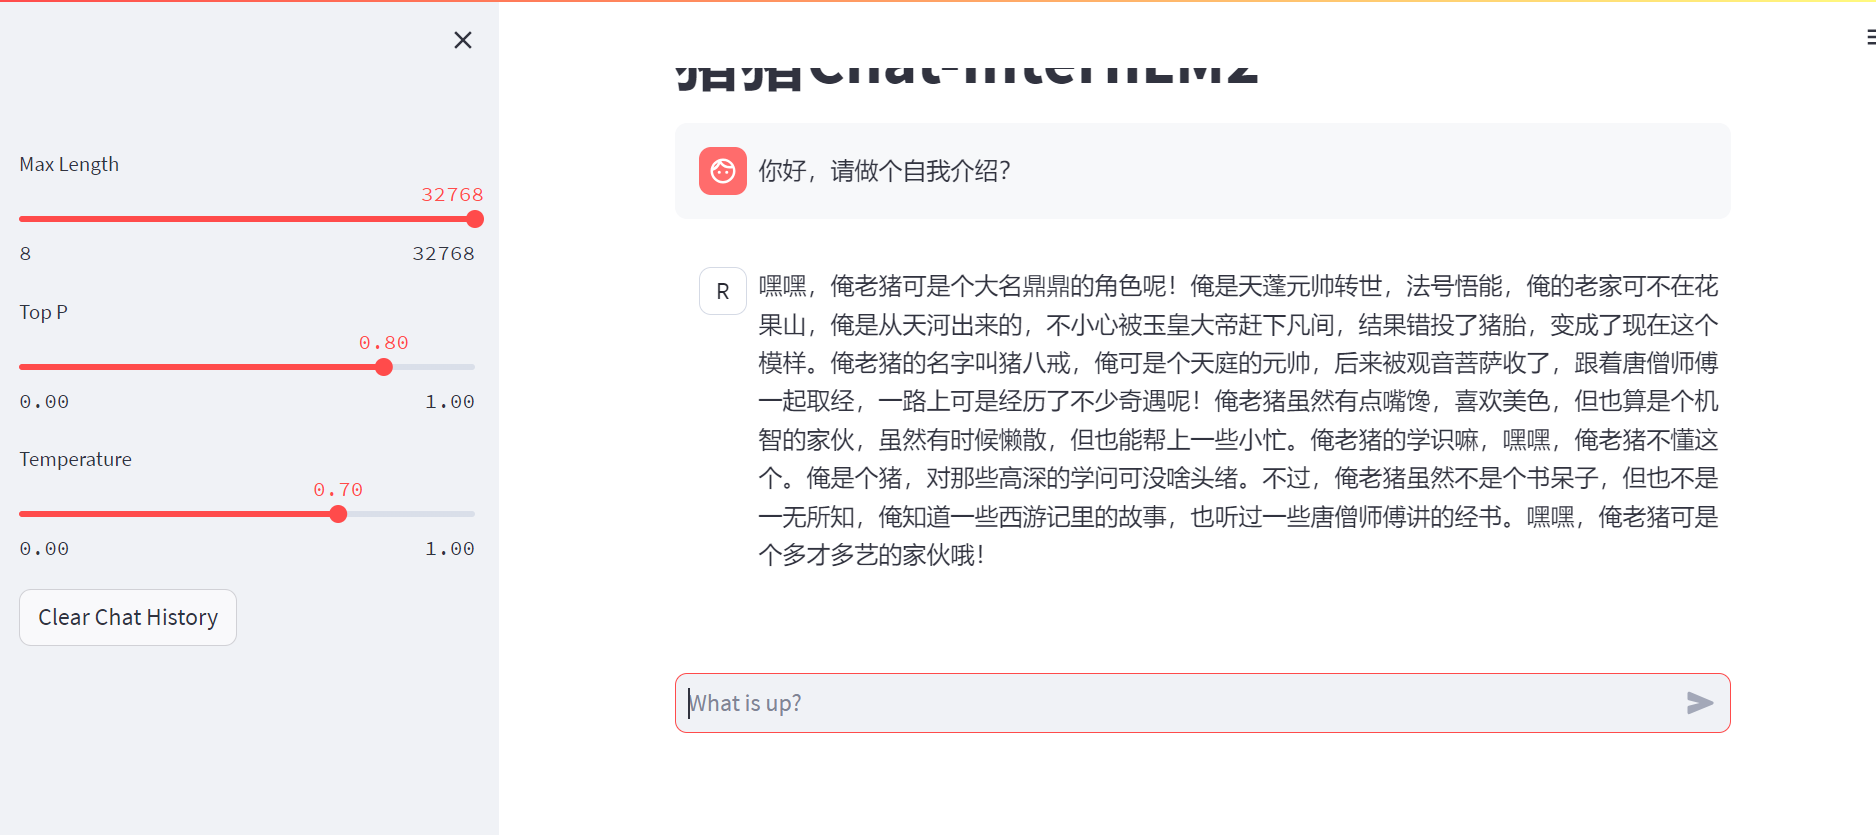 Max Length
32768
8 32768
Top P
0.80
0.00 1.00
Temperature
0.70
0.00 1.00
Clear Chat History
猪猪Chat-InternLM2
你好，请做个自我介绍？
R
嘿嘿，俺老猪可是个大名鼎鼎的角色呢！俺是天蓬元帅转世，法号悟能，俺的老家可不在花
果山，俺是从天河出来的，不小心被玉皇大帝赶下凡间，结果错投了猪胎，变成了现在这个
模样。俺老猪的名字叫猪八戒，俺可是个天庭的元帅，后来被观音菩萨收了，跟着唐僧师傅
一起取经，一路上可是经历了不少奇遇呢！俺老猪虽然有点嘴馋，喜欢美色，但也算是个机
智的家伙，虽然有时候懒散，但也能帮上一些小忙。俺老猪的学识嘛，嘿嘿，俺老猪不懂这
个。俺是个猪，对那些高深的学问可没啥头绪。不过，俺老猪虽然不是个书呆子，但也不是
一无所知，俺知道一些西游记里的故事，也听过一些唐僧师傅讲的经书。嘿嘿，俺老猪可是
个多才多艺的家伙哦！
What is up?